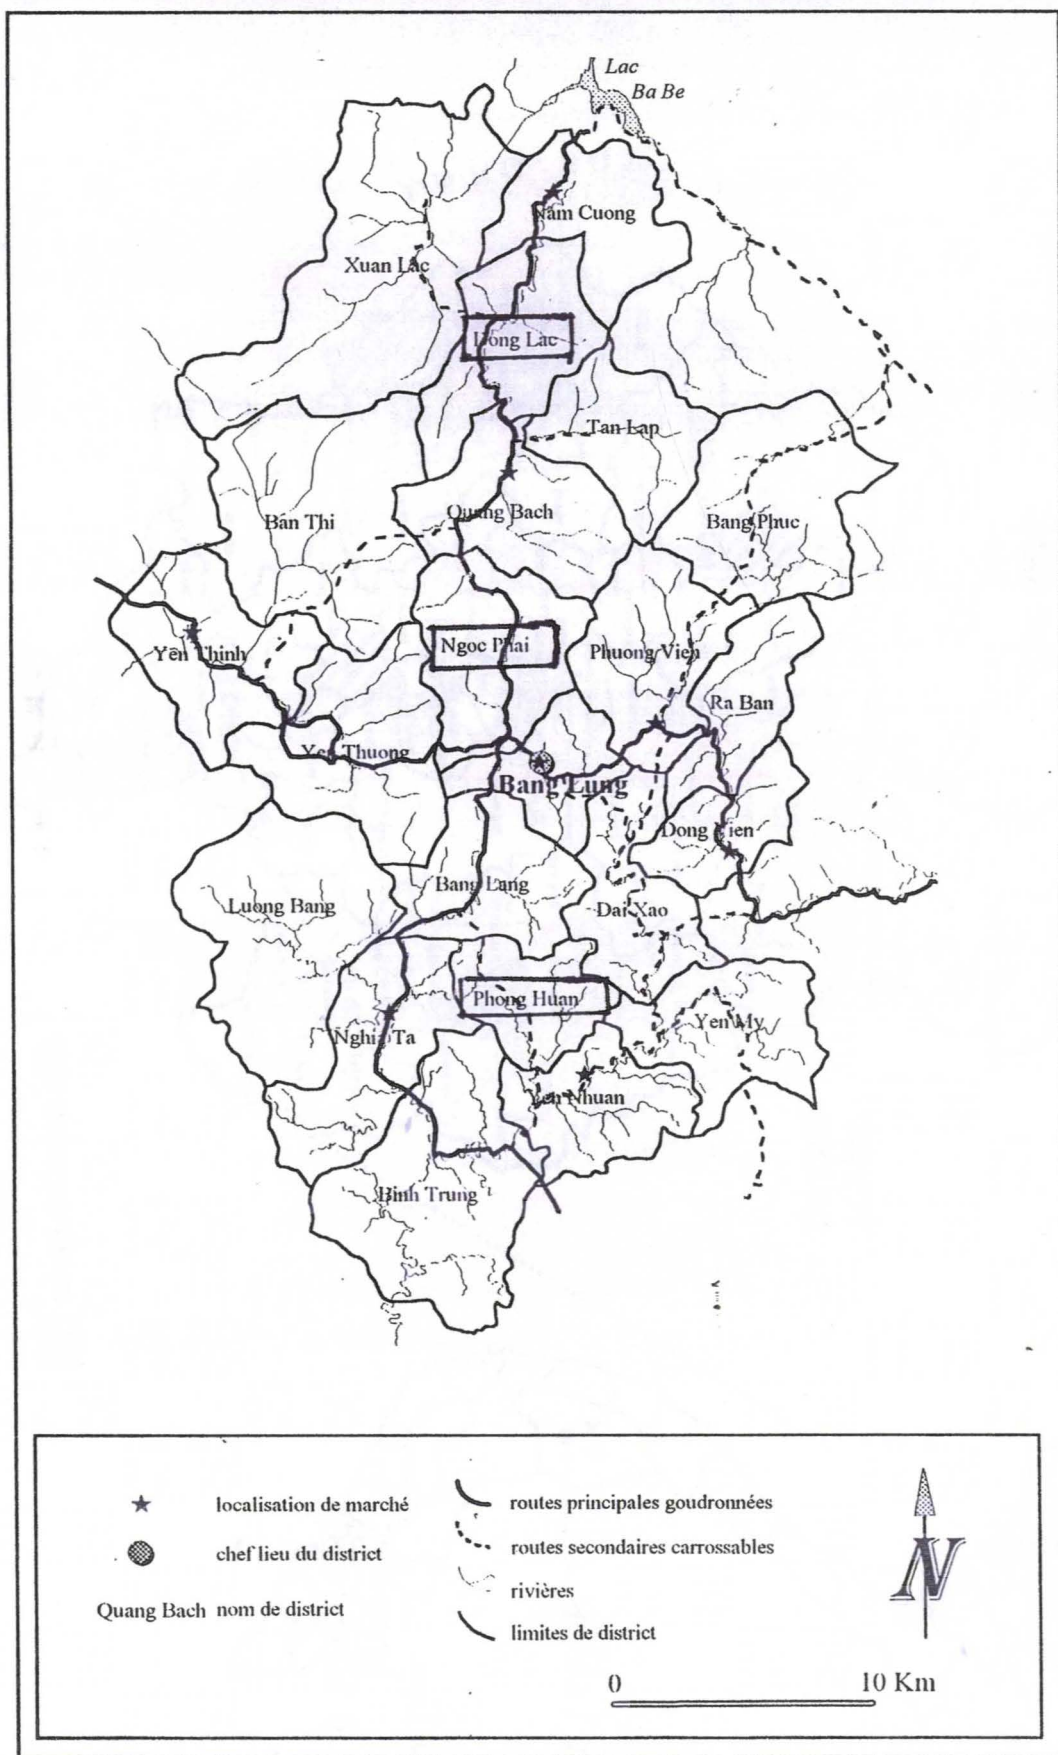 Lac
Ba Be
Nam Cuong
Xuan Lac
Dong Lac
Tan Lap
Quang Bach
Ban Thi
Bang Phuc
Ngoc Phai
Yên Thinh
Phuong Vien
Ra Ban
Yen Thuong
Bang Lung
Dong Vien
Bang Lang
Luong Bang
Dai Xao
Phong Huan
Nghia Ta
Yen My
Yen Nhuan
Binh Trung
localisation de marché
chef lieu du district
Quang Bach nom de district
routes principales goudronnées
routes secondaires carrossables
rivières
limites de district
N
0 10 Km